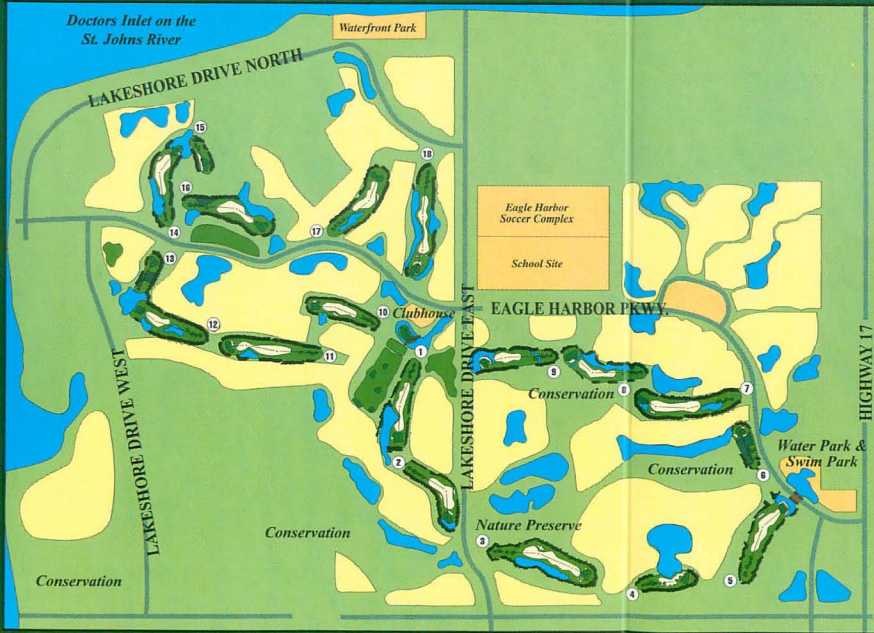 Doctors Inlet on the
St. Johns River
Waterfront Park
LAKESHORE DRIVE NORTH
15
18
16
Eagle Harbor
Soccer Complex
17
14
School Site
13
EAGLE HARBOR PKWY.
10
Clubhouse
12
11
1
LAKESHORE DRIVE EAST
9
8
7
Conservation
HIGHWAY 17
LAKESHORE DRIVE WEST
2
Conservation
6
Water Park &
Swim Park
Nature Preserve
Conservation
3
5
4
Conservation